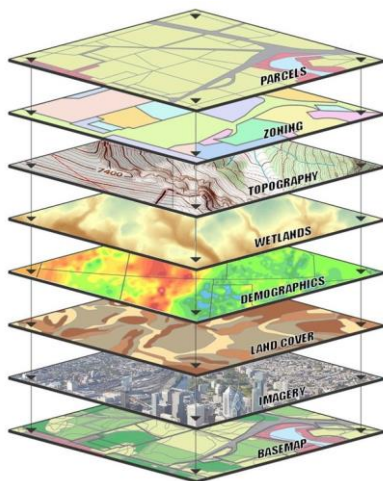 PARCELS
ZONING
TOPOGRAPHY
7400
WETLANDS
DEMOGRAPHICS
LAND COVER
IMAGERY
BASEMAP